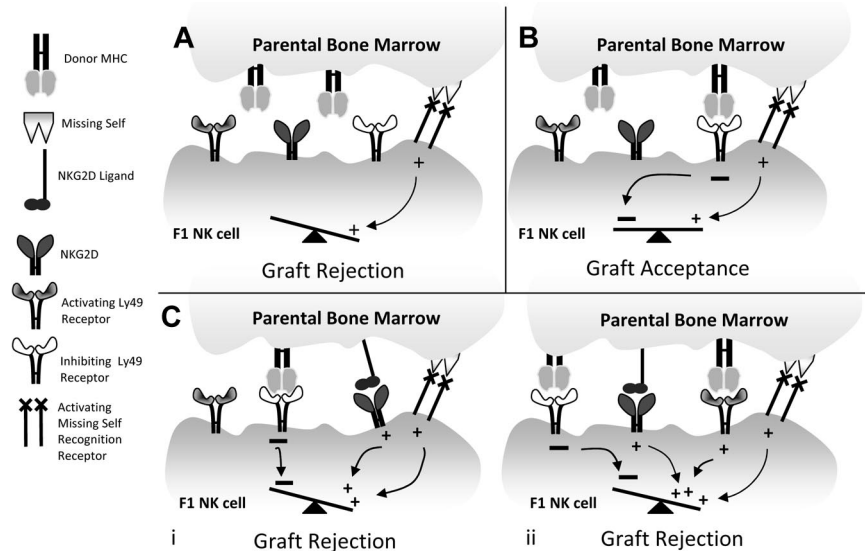 Donor MHC
Missing Self
NKG2D Ligand
NKG2D
Activating Ly49
Receptor
Inhibiting Ly49
Receptor
Activating
Missing Self
Recognition
Receptor
A
Parental Bone Marrow
+
+
F1 NK cell
Graft Rejection
B
Parental Bone Marrow
+
+
F1 NK cell
Graft Acceptance
C
Parental Bone Marrow
+
+
+
+
F1 NK cell
i
Graft Rejection
Parental Bone Marrow
+
+
+
++
+
F1 NK cell
ii
Graft Rejection